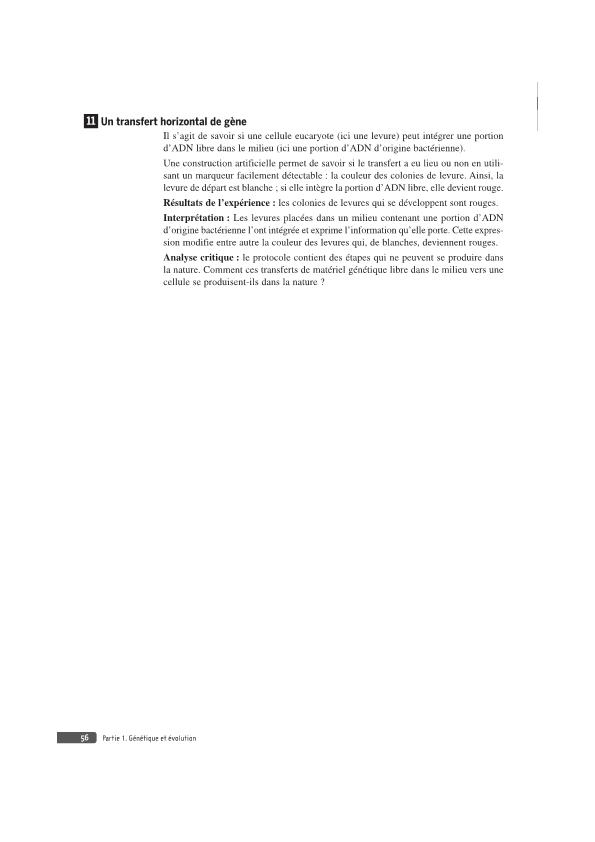 11 Un transfert horizontal de gène
Il s’agit de savoir si une cellule eucaryote (ici une levure) peut intégrer une portion
d’ADN libre dans le milieu (ici une portion d’ADN d’origine bactérienne).
Une construction artificielle permet de savoir si le transfert a eu lieu ou non en utili-
sant un marqueur facilement détectable : la couleur des colonies de levure. Ainsi, la
levure de départ est blanche ; si elle intègre la portion d’ADN libre, elle devient rouge.
Résultats de l’expérience : les colonies de levures qui se développent sont rouges.
Interprétation : Les levures placées dans un milieu contenant une portion d’ADN
d’origine bactérienne l’ont intégrée et exprime l’information qu’elle porte. Cette expres-
sion modifie entre autre la couleur des levures qui, de blanches, deviennent rouges.
Analyse critique : le protocole contient des étapes qui ne peuvent se produire dans
la nature. Comment ces transferts de matériel génétique libre dans le milieu vers une
cellule se produisent-ils dans la nature ?
56 Partie 1. Génétique et évolution